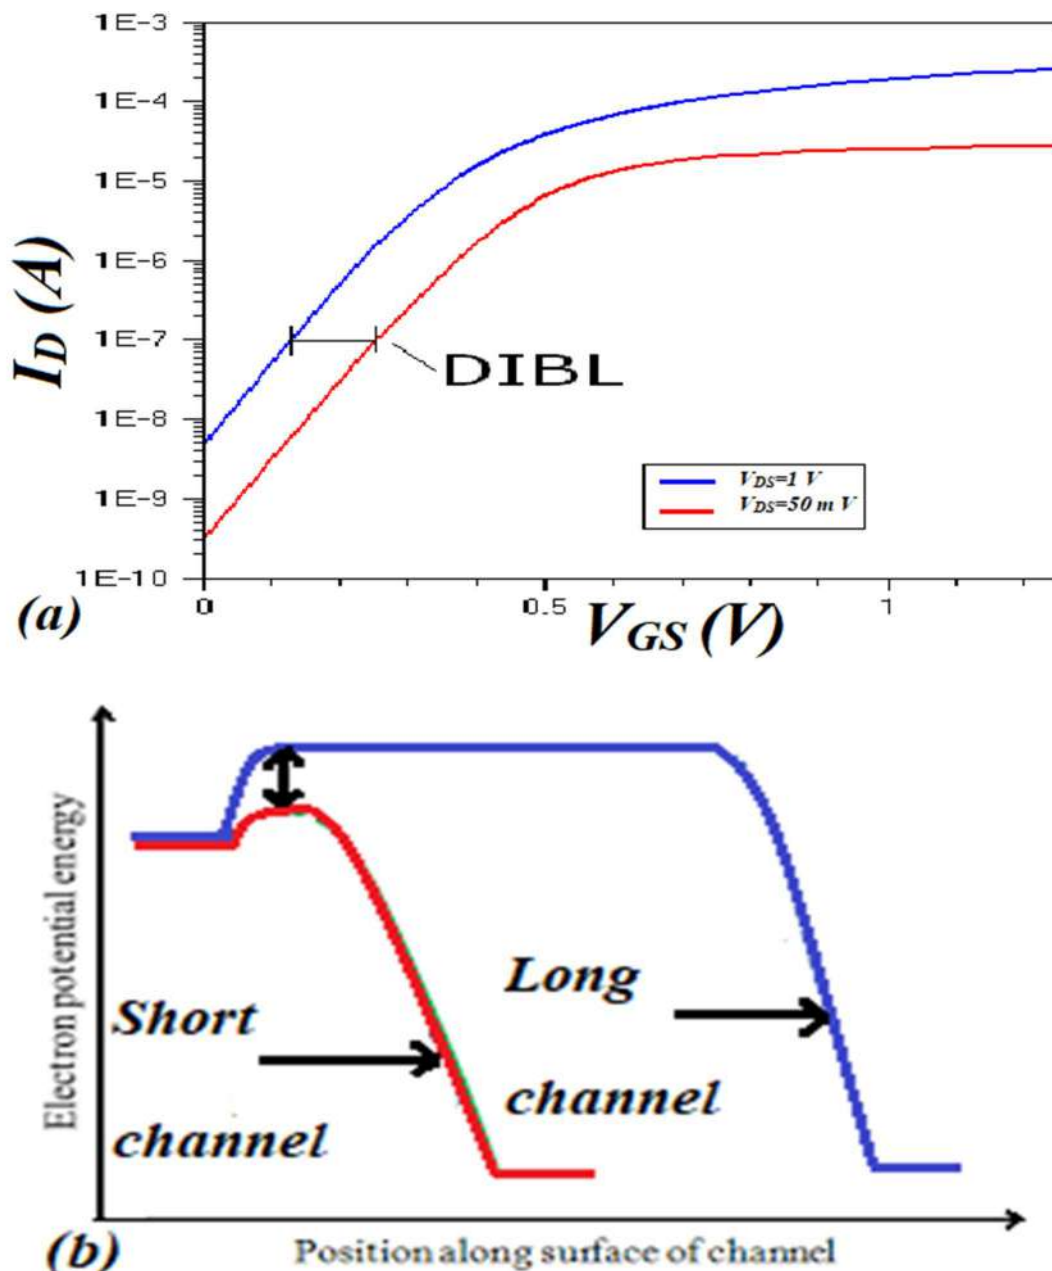 1E-3
1E-4
1E-5
1E-6
1E-7
1E-8
1E-9
1E-10
I_D (A)
DIBL
V_DS=1 V
V_DS=50 m V
0
0.5
1
V_GS (V)
(a)
Electron potential energy
Short
channel
Long
channel
(b)
Position along surface of channel